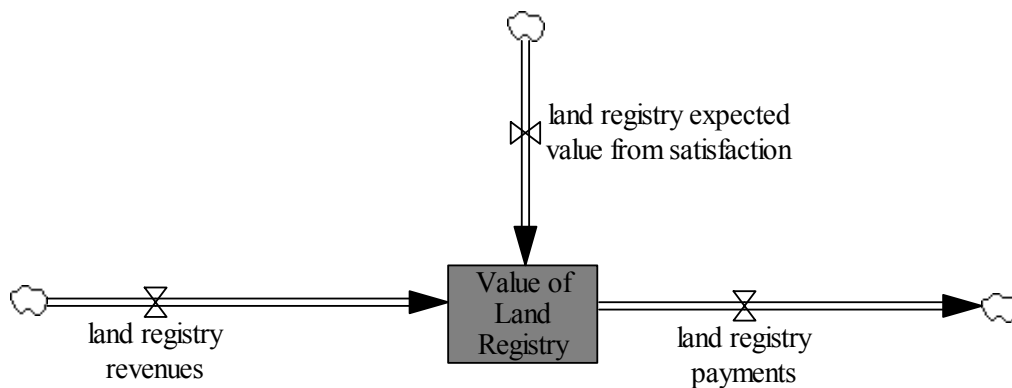 land registry expected
value from satisfaction
Value of
Land
Registry
land registry
revenues
land registry
payments